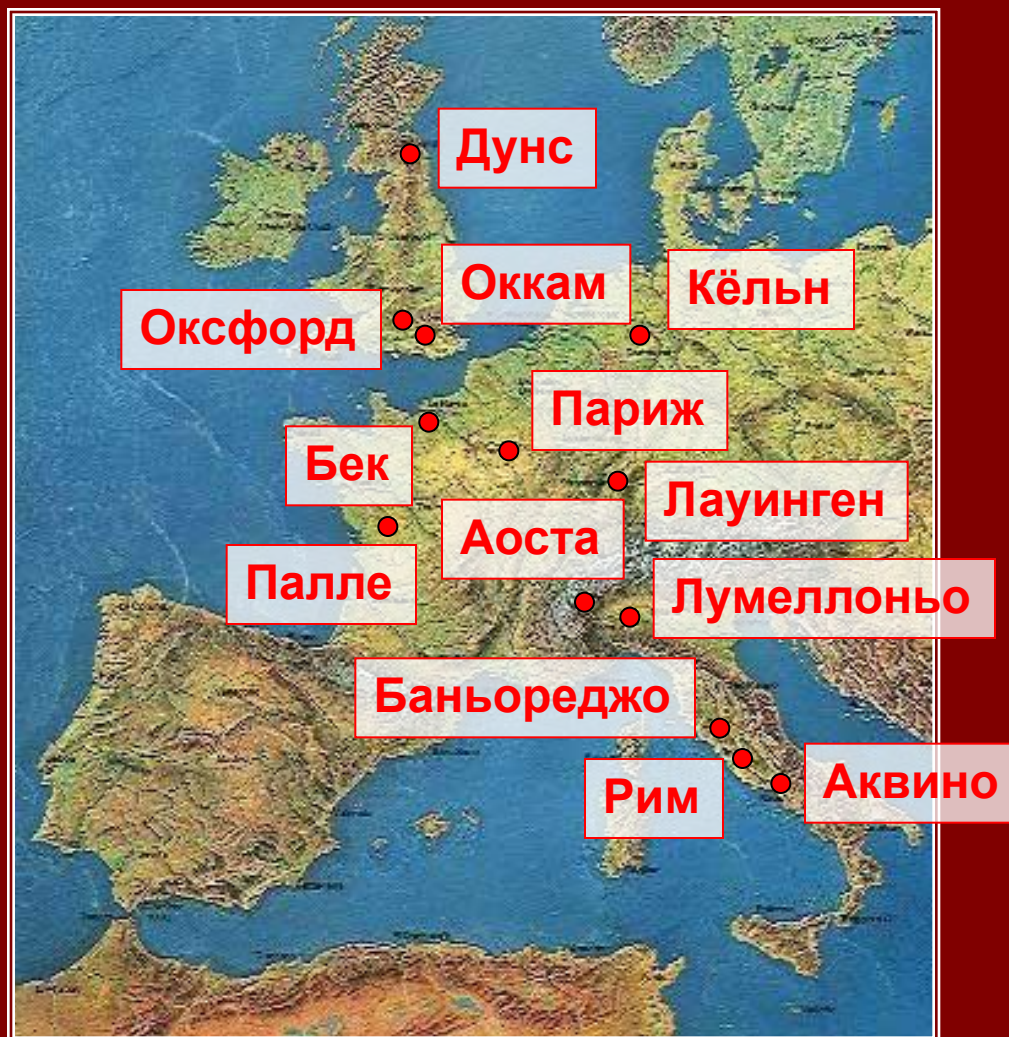 Дунс
Оккам
Кёльн
Оксфорд
Париж
Бек
Лауинген
Аоста
Палле
Лумеллоньо
Баньореджо
Рим
Аквино